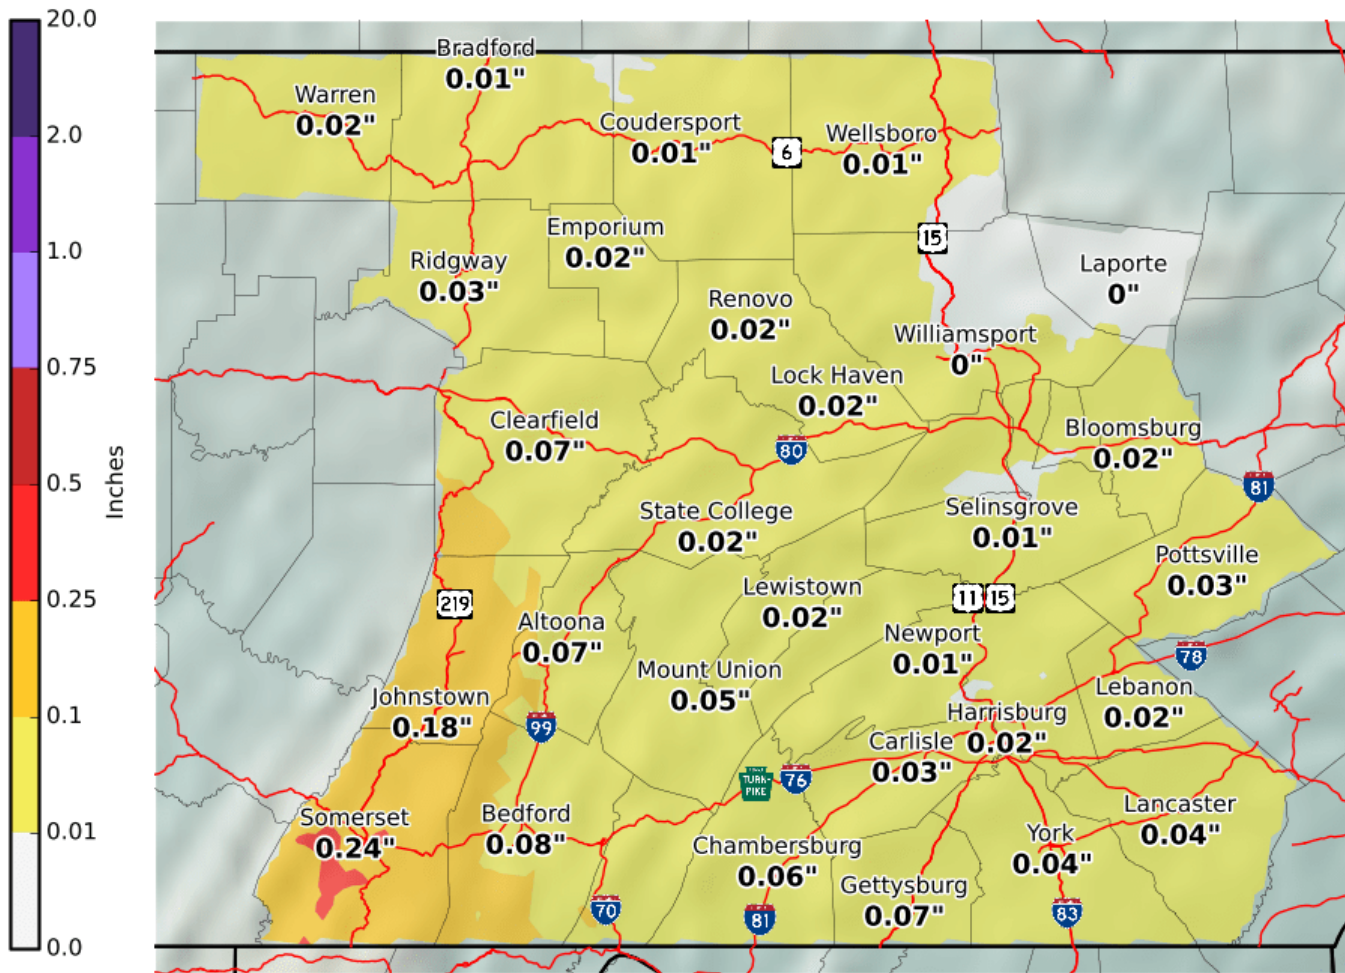 20.0
2.0
1.0
0.75
0.5
0.25
0.1
0.01
0.0
Inches
Bradford
0.01"
Warren
0.02"
Coudersport
0.01"
6
Wellsboro
0.01"
Emporium
0.02"
15
Ridgway
0.03"
Laporte
0"
Renovo
0.02"
Williamsport
0"
Lock Haven
0.02"
Clearfield
0.07"
80
Bloomsburg
0.02"
81
State College
0.02"
Selinsgrove
0.01"
Pottsville
0.03"
219
Lewistown
0.02"
11 15
Altoona
0.07"
Newport
0.01"
78
Mount Union
0.05"
Johnstown
0.18"
99
Lebanon
0.02"
Harrisburg
0.02"
Carlisle
0.03"
TURN-
PIKE
76
Somerset
0.24"
Bedford
0.08"
Lancaster
0.04"
Chambersburg
0.06"
York
0.04"
Gettysburg
0.07"
70
81
83